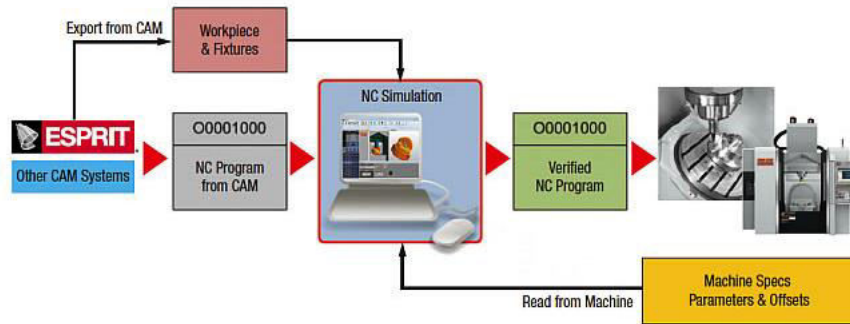 Export from CAM
Workpiece
& Fixtures
NC Simulation
ESPRIT
Other CAM Systems
O0001000
NC Program
from CAM
O0001000
Verified
NC Program
Read from Machine
Machine Specs
Parameters & Offsets